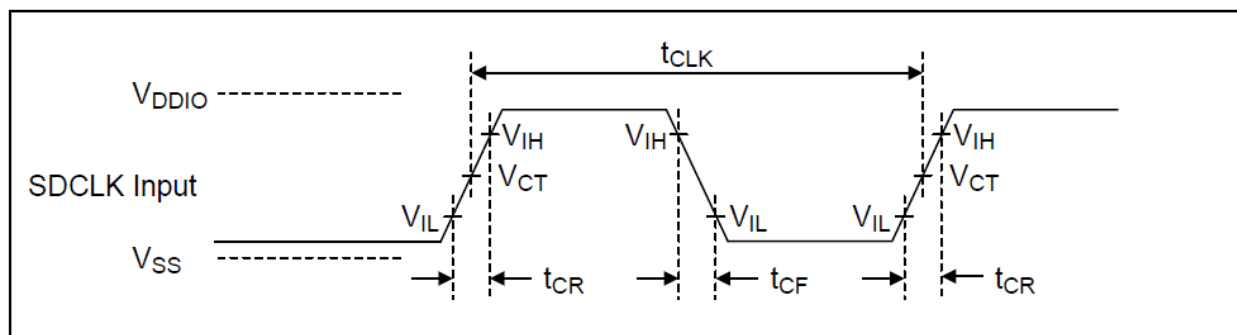 tCLK
VDDIO
VIH VIH VIH
SDCLK Input VCT VCT
VIL VIL VIL
VSS
tCR tCF tCR